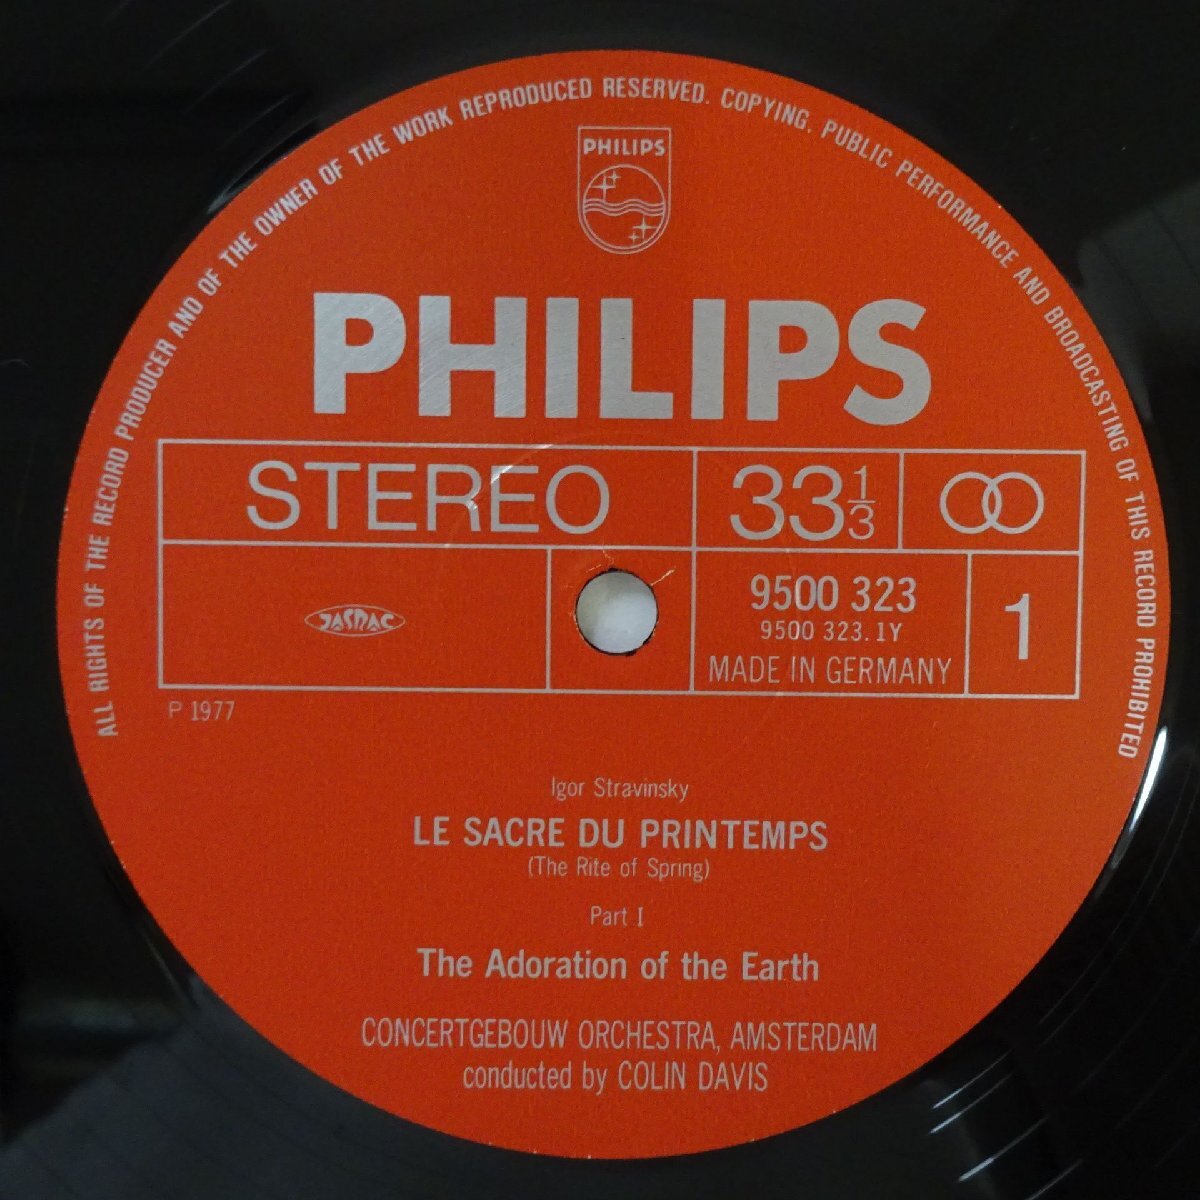 ALL RIGHTS OF THE RECORD PRODUCER AND OF THE OWNER OF THE WORK REPRODUCED RESERVED. COPYING, PUBLIC PERFORMANCE AND BROADCASTING OF THIS RECORD PROHIBITED
PHILIPS
PHILIPS
STEREO
33 1/3
JASRAC
9500 323
9500 323.1Y
MADE IN GERMANY
1
P 1977
Igor Stravinsky
LE SACRE DU PRINTEMPS
(The Rite of Spring)
Part I
The Adoration of the Earth
CONCERTGEBOUW ORCHESTRA, AMSTERDAM
conducted by COLIN DAVIS